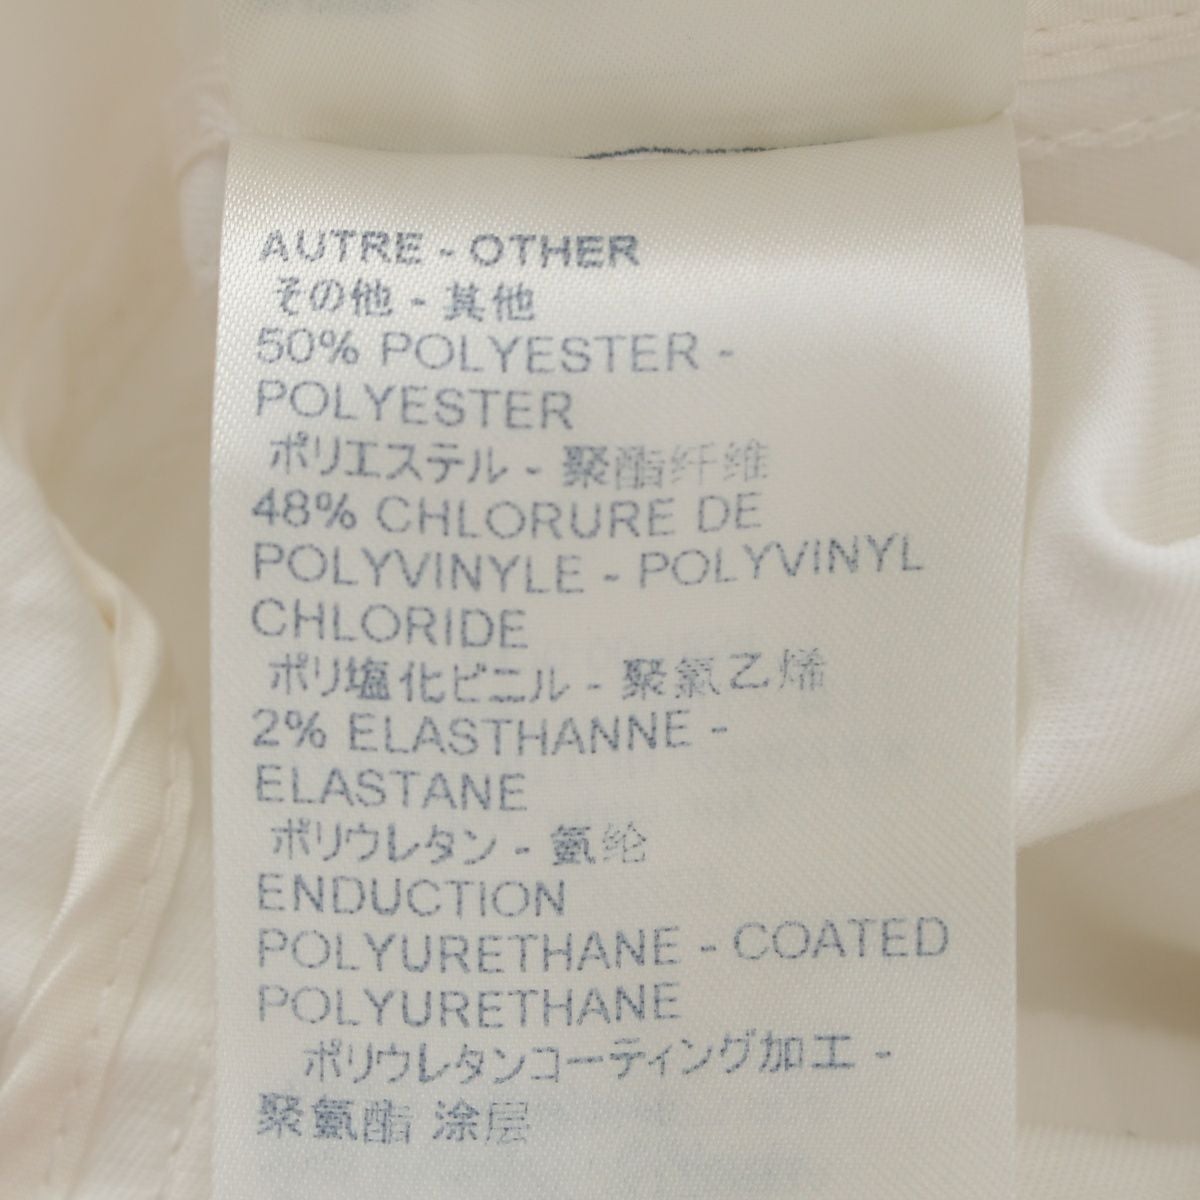 AUTRE - OTHER
その他 - 其他
50% POLYESTER -
POLYESTER
ポリエステル - 聚酯纤维
48% CHLORURE DE
POLYVINYLE - POLYVINYL
CHLORIDE
ポリ塩化ビニル - 聚氯乙烯
2% ELASTHANNE -
ELASTANE
ポリウレタン - 氨纶
ENDUCTION
POLYURETHANE - COATED
POLYURETHANE
ポリウレタンコーティング加工 -
聚氨酯 涂层